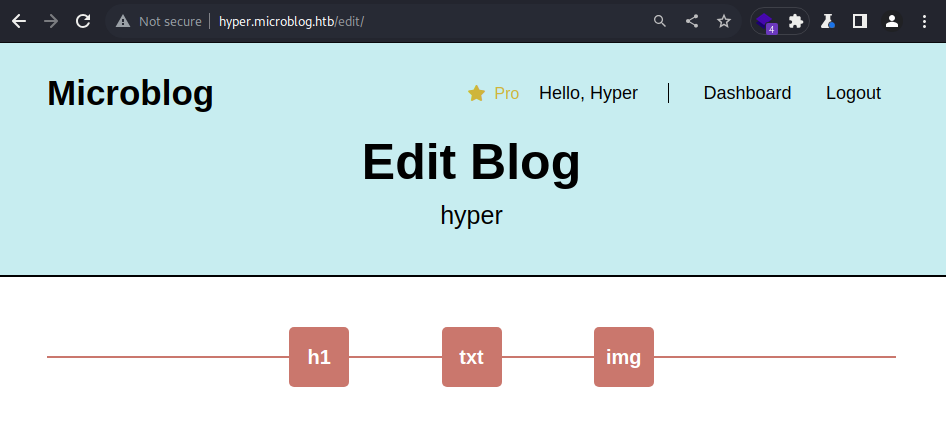 Not secure hyper.microblog.htb/edit/
4
Microblog
Pro Hello, Hyper Dashboard Logout
Edit Blog
hyper
h1 txt img